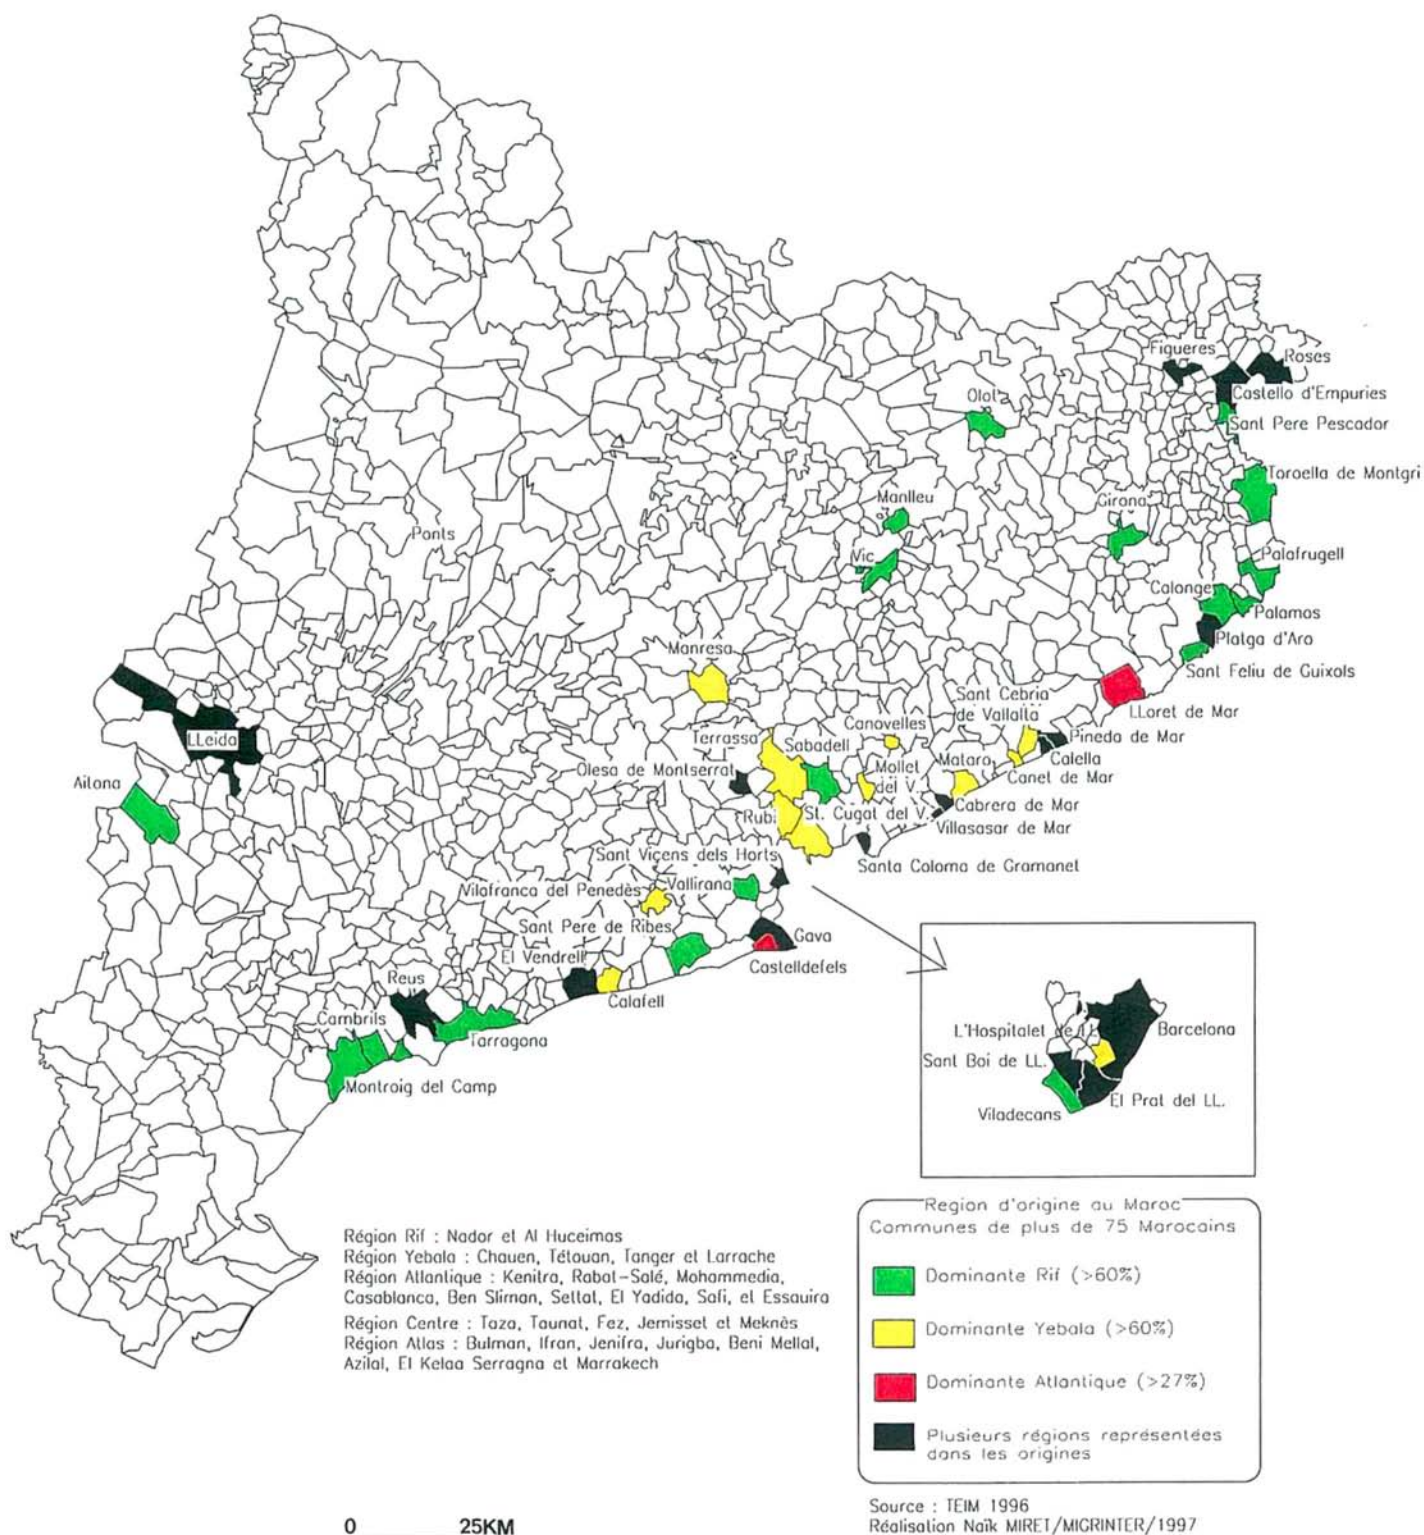 Figueres
Roses
Castello d'Empuries
Olot
Sant Pere Pescador
Toroella de Montgri
Manlleu
Girona
Ponts
Vic
Palafrugell
Calonge
Palamos
Platga d'Aro
Manresa
Sant Feliu de Guixols
Sant Cebria
de Vallalta
LLoret de Mar
Canovelles
Terrassa
Sabadell
Pineda de Mar
LLeida
Calella
Olesa de Montserrat
Mollet
del V.
Mataro
Canet de Mar
Aitona
Cabrera de Mar
Rubi
St. Cugat del V.
Villasasar de Mar
Sant Viçens dels Horts
Santa Coloma de Gramanet
Vilafranca del Penedès
Vallirana
Sant Pere de Ribes
Gava
El Vendrell
Castelldefels
Reus
Calafell
Cambrils
Tarragona
Montroig del Camp
L'Hospitalet de LL.
Barcelona
Sant Boi de LL.
El Prat del LL.
Viladecans
Region d'origine au Maroc
Communes de plus de 75 Marocains
Dominante Rif (>60%)
Dominante Yebala (>60%)
Dominante Atlantique (>27%)
Plusieurs régions représentées
dans les origines
Région Rif : Nador et Al Huceimas
Région Yebala : Chauen, Tétouan, Tanger et Larrache
Région Atlantique : Kenitra, Rabat-Salé, Mohammedia,
Casablanca, Ben Sliman, Settat, El Yadida, Safi, et Essauira
Région Centre : Taza, Taunat, Fez, Jemisset et Meknès
Région Atlas : Bulman, Ifran, Jenifra, Jurigba, Beni Mellal,
Azilal, El Kelaa Serragna et Marrakech
Source : TEIM 1996
Réalisation Naïk MIRET/MIGRINTER/1997
0 25KM